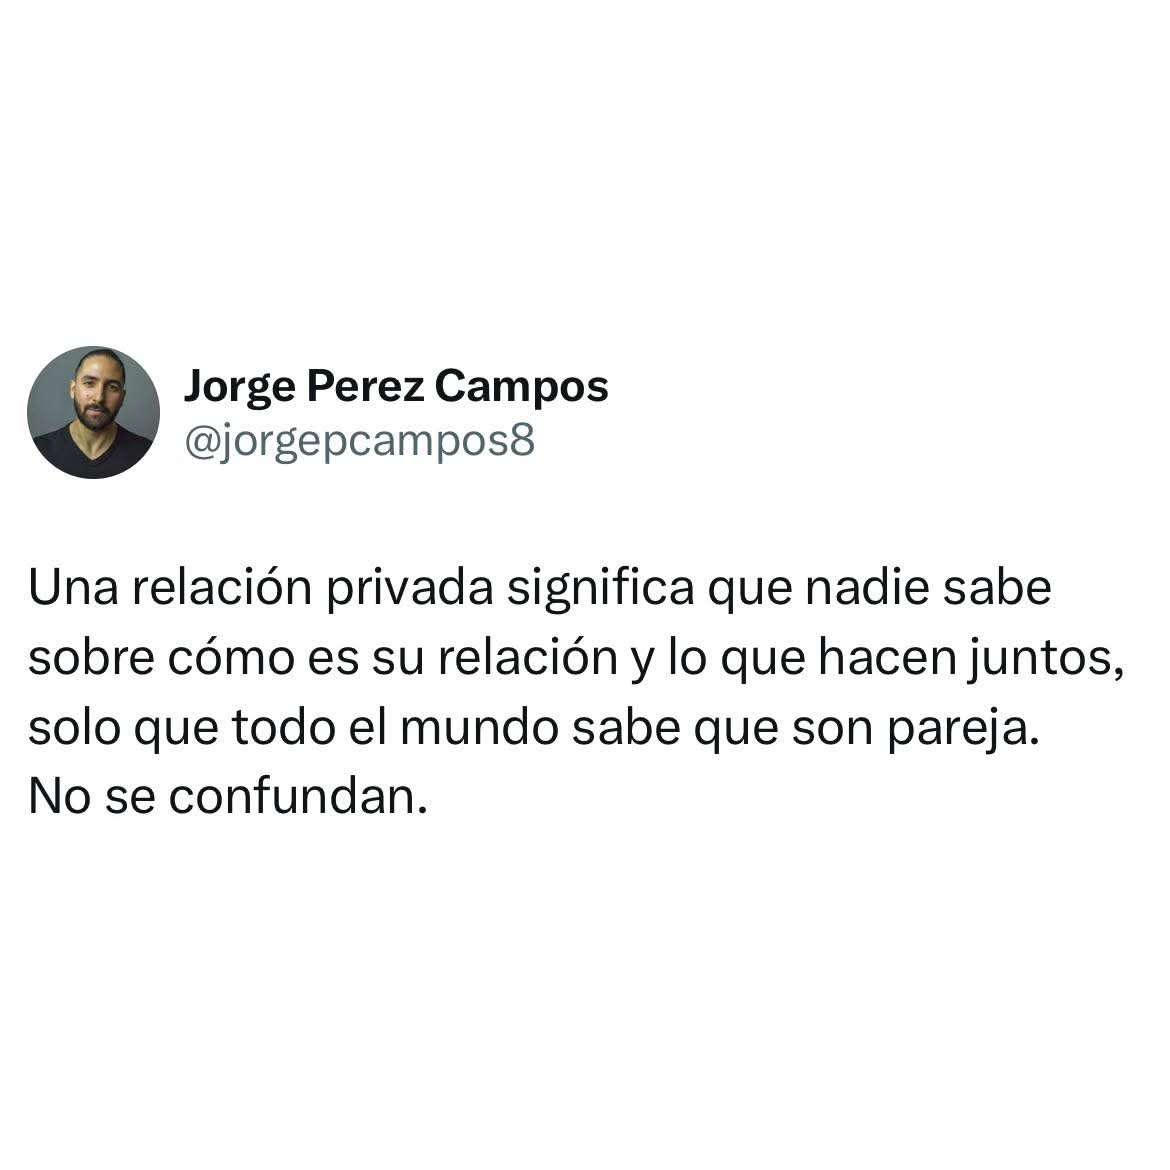 Jorge Perez Campos
@jorgepcampos8
Una relación privada significa que nadie sabe
sobre cómo es su relación y lo que hacen juntos,
solo que todo el mundo sabe que son pareja.
No se confundan.